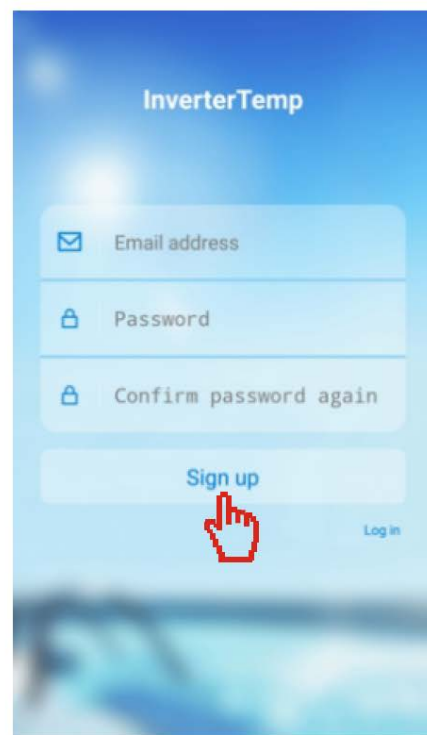 InverterTemp
Email address
Password
Confirm password again
Sign up
Log in